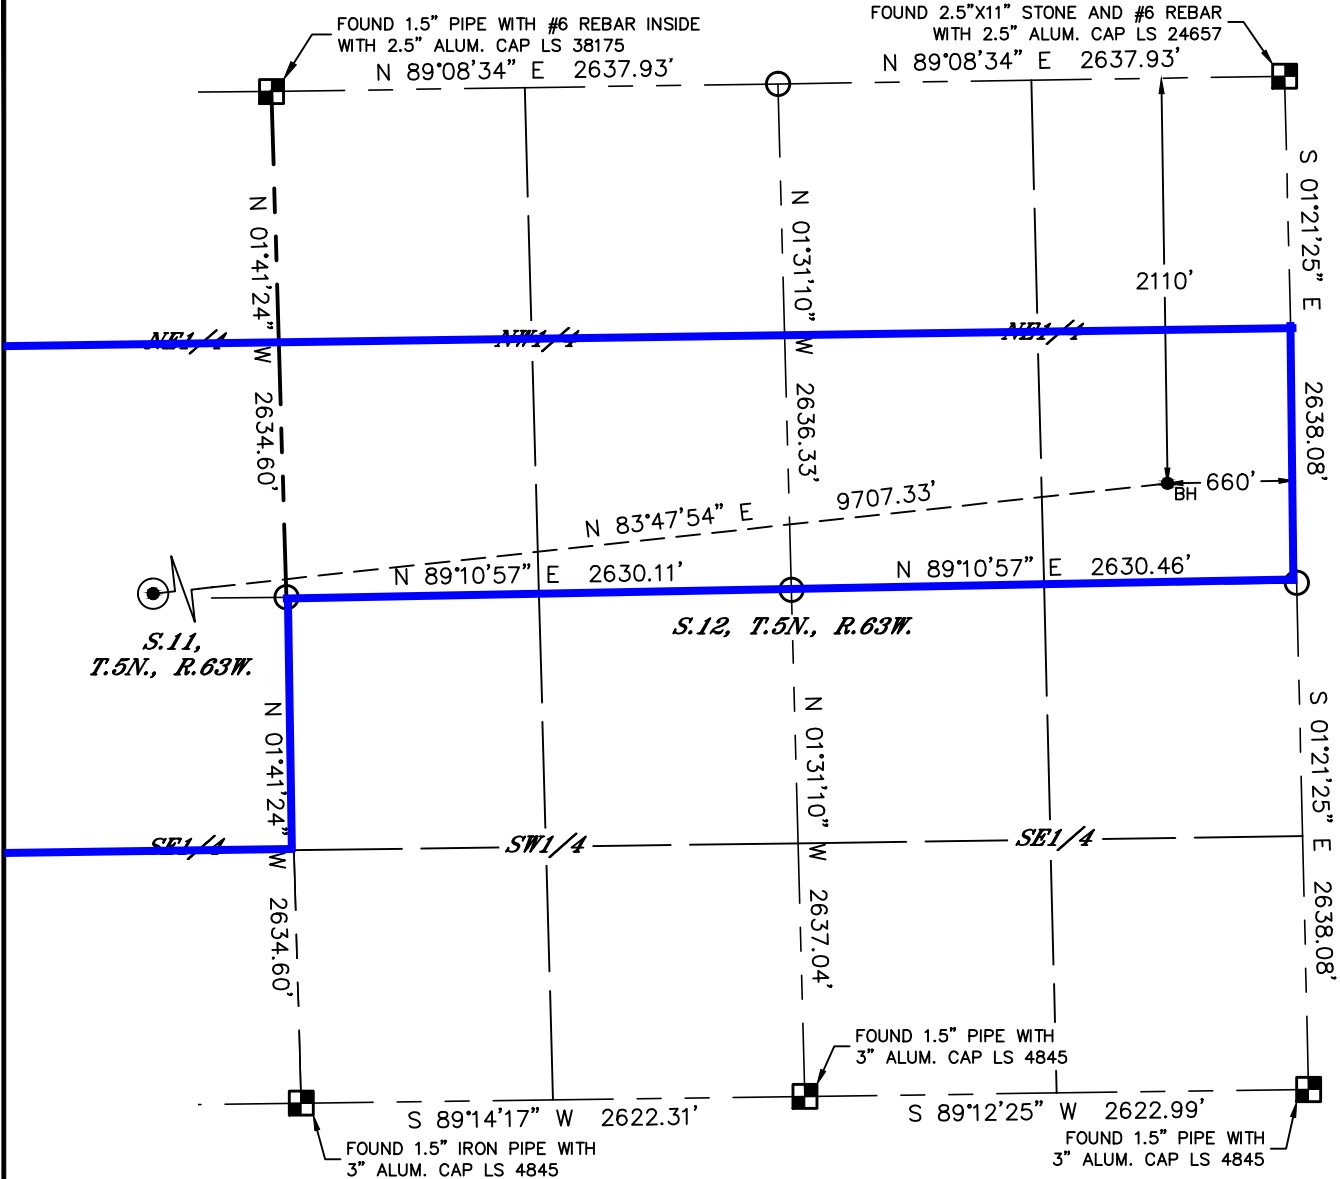 FOUND 1.5" PIPE WITH #6 REBAR INSIDE
WITH 2.5" ALUM. CAP LS 38175
FOUND 2.5"X11" STONE AND #6 REBAR
WITH 2.5" ALUM. CAP LS 24657
N 89°08'34" E 2637.93'
N 89°08'34" E 2637.93'
N 01°41'24" W 2634.60'
N 01°31'10" W 2636.33'
S 01°21'25" E 2638.08'
2110'
NE1/4
NW1/4
NE1/4
660'
BH
N 83°47'54" E 9707.33'
N 89°10'57" E 2630.11'
N 89°10'57" E 2630.46'
S.11,
T.5N., R.63W.
S.12, T.5N., R.63W.
N 01°41'24" W 2634.60'
N 01°31'10" W 2637.04'
S 01°21'25" E 2638.08'
SE1/4
SW1/4
SE1/4
FOUND 1.5" PIPE WITH
3" ALUM. CAP LS 4845
S 89°14'17" W 2622.31'
S 89°12'25" W 2622.99'
FOUND 1.5" IRON PIPE WITH
3" ALUM. CAP LS 4845
FOUND 1.5" PIPE WITH
3" ALUM. CAP LS 4845